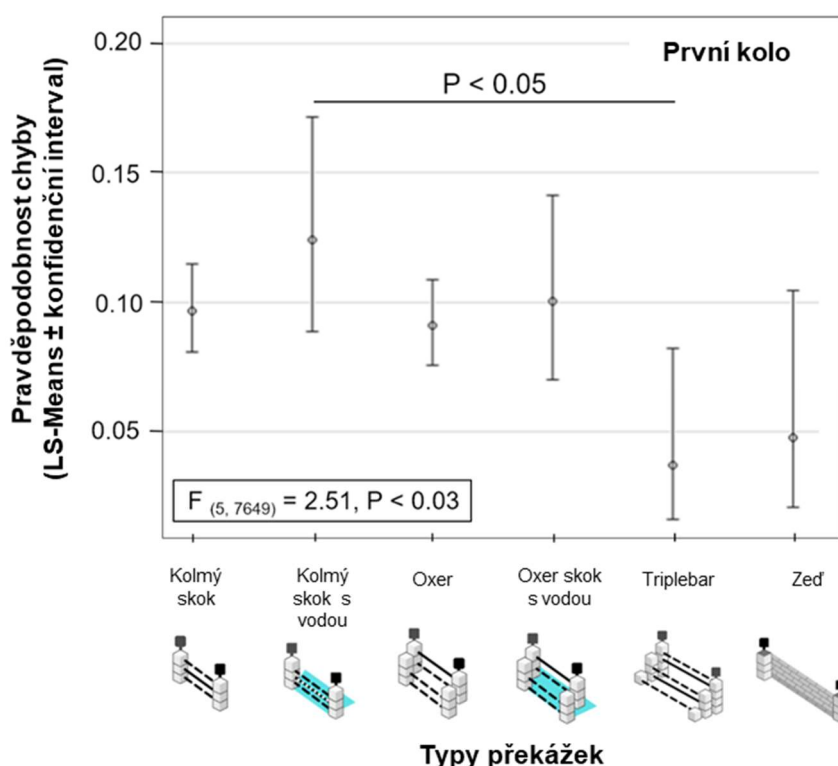 Pravděpodobnost chyby
(LS-Means ± konfidenční interval)
0.20
0.15
0.10
0.05
První kolo
P < 0.05
F (5, 7649) = 2.51, P < 0.03
Kolmý
skok
Kolmý
skok s
vodou
Oxer
Oxer skok
s vodou
Triplebar
Zeď
Typy překážek